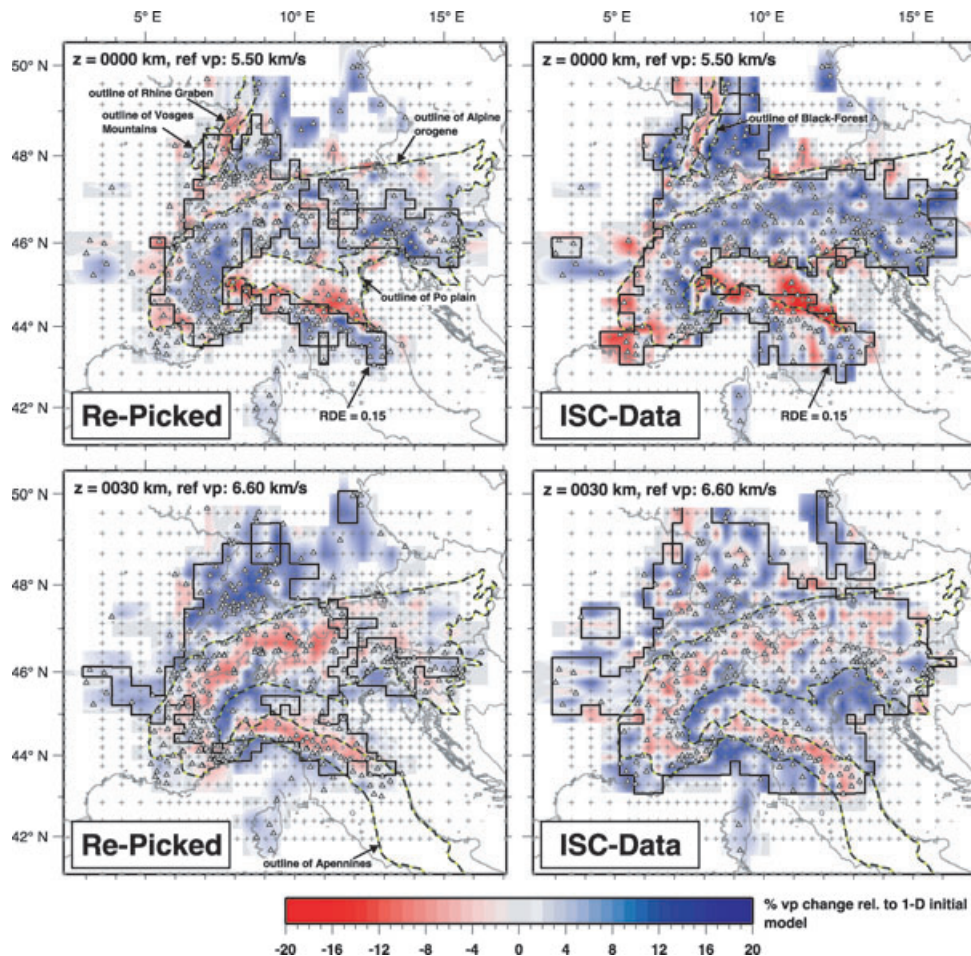 5° E 10° E 15° E 5° E 10° E 15° E
50° N
48° N
46° N
44° N
42° N
z = 0000 km, ref vp: 5.50 km/s
outline of Rhine Graben
outline of Vosges
Mountains
outline of Alpine
orogene
outline of Po plain
RDE = 0.15
Re-Picked
z = 0000 km, ref vp: 5.50 km/s
outline of Black-Forest
RDE = 0.15
ISC-Data
50° N
48° N
46° N
44° N
42° N
z = 0030 km, ref vp: 6.60 km/s
Re-Picked
outline of Apennines
z = 0030 km, ref vp: 6.60 km/s
ISC-Data
% vp change rel. to 1-D initial
model
-20 -16 -12 -8 -4 0 4 8 12 16 20